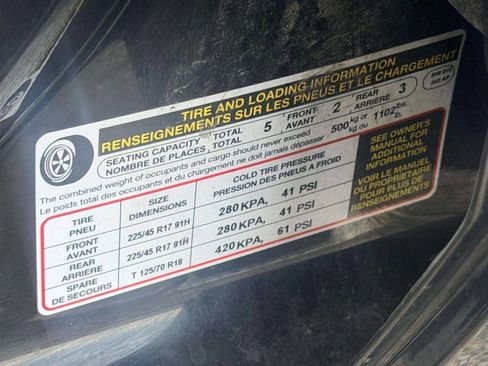 TIRE AND LOADING INFORMATION
RENSEIGNEMENTS SUR LES PNEUS ET LE CHARGEMENT
SEATING CAPACITY TOTAL 5 FRONT 2 REAR 3
NOMBRE DE PLACES TOTAL AVANT ARRIERE
The combined weight of occupants and cargo should never exceed 500 kg or 1102 lbs.
Le poids total des occupants et du chargement ne doit jamais dépasser kg ou lb.
TIRE SIZE COLD TIRE PRESSURE
PNEU DIMENSIONS PRESSION DES PNEUS A FROID
FRONT
AVANT 225/45 R17 91H 280 KPA, 41 PSI
REAR
ARRIERE 225/45 R17 91H 280 KPA, 41 PSI
SPARE
DE SECOURS T 125/70 R18 420 KPA, 61 PSI
SEE OWNER'S
MANUAL FOR
ADDITIONAL
INFORMATION
VOIR LE MANUEL
DU PROPRIETAIRE
POUR PLUS DE
RENSEIGNEMENTS